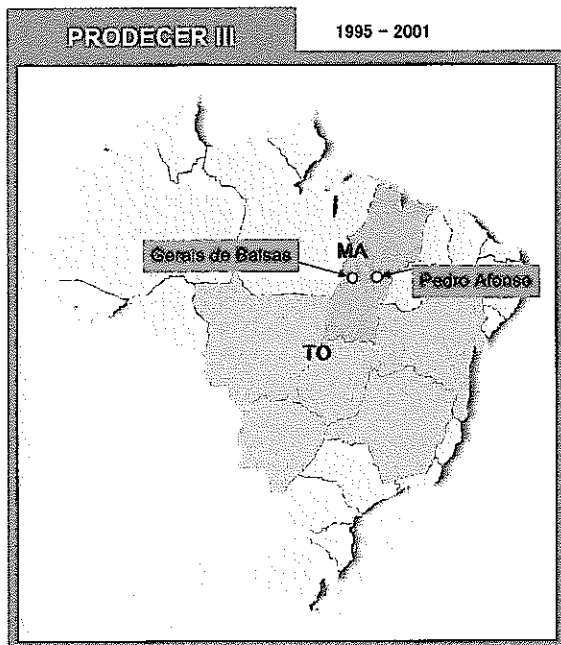 PRODECER III
1995 - 2001
MA
Gerais de Balsas
Pedro Afonso
TO